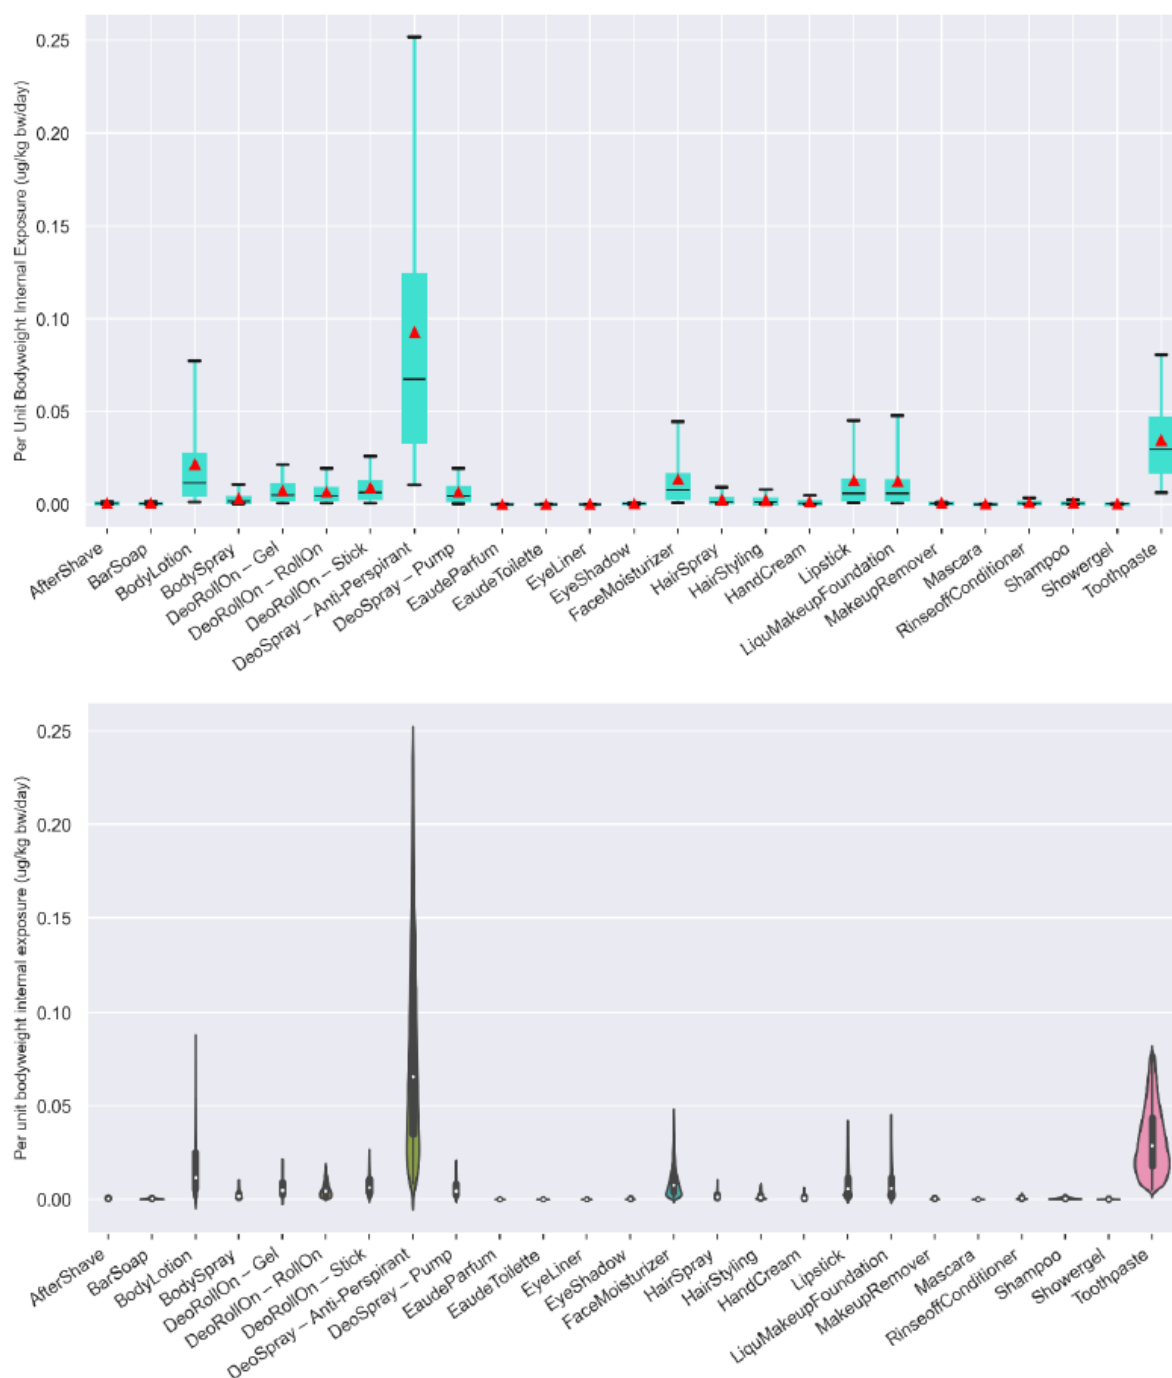 Per Unit Bodyweight Internal Exposure (ug/kg bw/day)
0.25
0.20
0.15
0.10
0.05
0.00
AfterShave
BarSoap
BodyLotion
BodySpray
DeoRollOn – Gel
DeoRollOn – RollOn
DeoRollOn – Stick
DeoSpray – Anti-Perspirant
DeoSpray – Pump
EaudeParfum
EaudeToilette
EyeLiner
EyeShadow
FaceMoisturizer
HairSpray
HairStyling
HandCream
Lipstick
LiquMakeupFoundation
MakeupRemover
Mascara
RinseoffConditioner
Shampoo
Showergel
Toothpaste
Per unit bodyweight internal exposure (ug/kg bw/day)
0.25
0.20
0.15
0.10
0.05
0.00
AfterShave
BarSoap
BodyLotion
BodySpray
DeoRollOn – Gel
DeoRollOn – RollOn
DeoRollOn – Stick
DeoSpray – Anti-Perspirant
DeoSpray – Pump
EaudeParfum
EaudeToilette
EyeLiner
EyeShadow
FaceMoisturizer
HairSpray
HairStyling
HandCream
Lipstick
LiquMakeupFoundation
MakeupRemover
Mascara
RinseoffConditioner
Shampoo
Showergel
Toothpaste